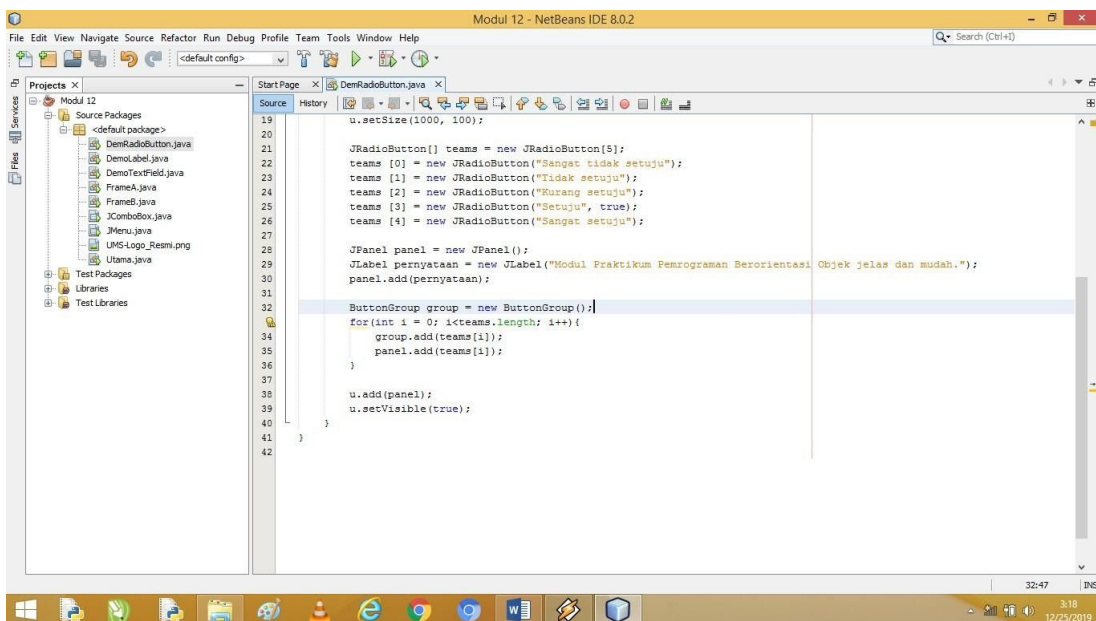 Modul 12 - NetBeans IDE 8.0.2
File Edit View Navigate Source Refactor Run Debug Profile Team Tools Window Help
Search (Ctrl+I)
<default config>
Projects
Start Page
DemRadioButton.java
Services
Files
Modul 12
Source Packages
<default package>
DemRadioButton.java
DemoLabel.java
DemoTextField.java
FrameA.java
FrameB.java
JComboBox.java
JMenu.java
UMS-Logo_Resmi.png
Utama.java
Test Packages
Libraries
Test Libraries
Source History
19 u.setSize(1000, 100);
20
21 JRadioButton[] teams = new JRadioButton[5];
22 teams [0] = new JRadioButton("Sangat tidak setuju");
23 teams [1] = new JRadioButton("Tidak setuju");
24 teams [2] = new JRadioButton("Kurang setuju");
25 teams [3] = new JRadioButton("Setuju", true);
26 teams [4] = new JRadioButton("Sangat setuju");
27
28 JPanel panel = new JPanel();
29 JLabel pernyataan = new JLabel("Modul Praktikum Pemrograman Berorientasi Objek jelas dan mudah.");
30 panel.add(pernyataan);
31
32 ButtonGroup group = new ButtonGroup();
for(int i = 0; i<teams.length; i++){
34 group.add(teams[i]);
35 panel.add(teams[i]);
36 }
37
38 u.add(panel);
39 u.setVisible(true);
40 }
41 }
42
32:47 INS
3:18
12/25/2019